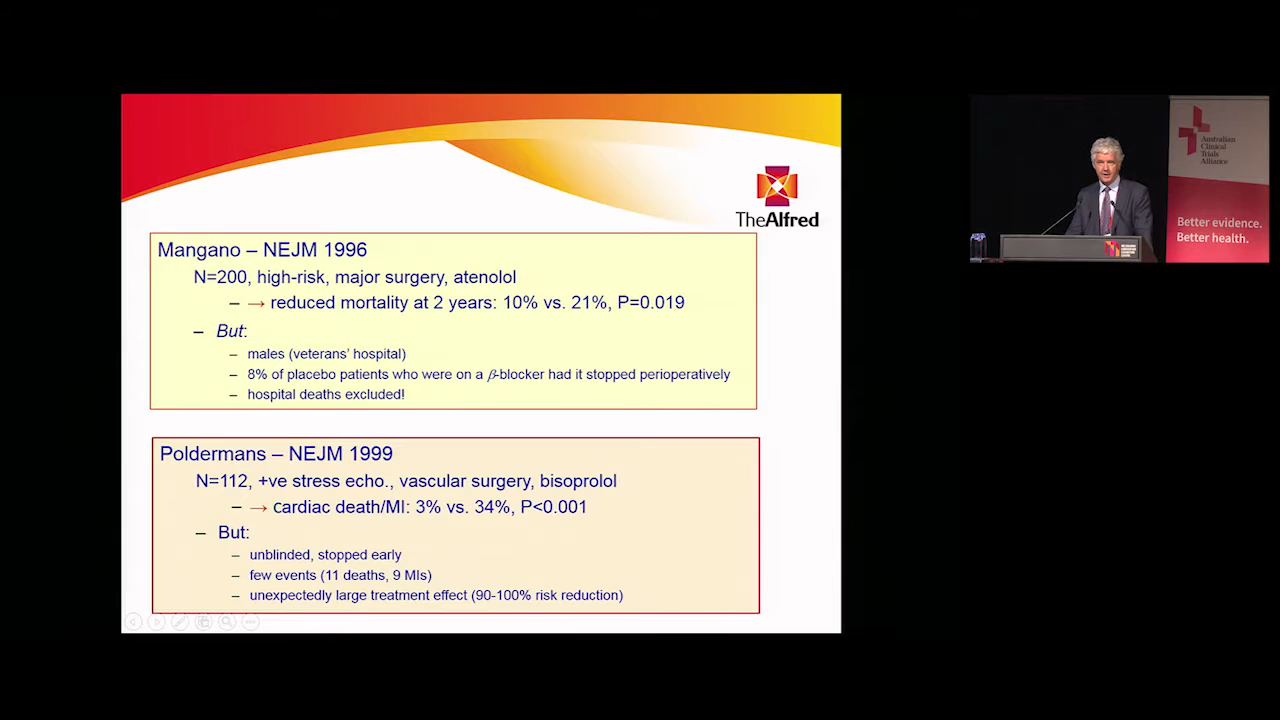 TheAlfred
Mangano – NEJM 1996
N=200, high-risk, major surgery, atenolol
– → reduced mortality at 2 years: 10% vs. 21%, P=0.019
– But:
– males (veterans’ hospital)
– 8% of placebo patients who were on a β-blocker had it stopped perioperatively
– hospital deaths excluded!
Poldermans – NEJM 1999
N=112, +ve stress echo., vascular surgery, bisoprolol
– → cardiac death/MI: 3% vs. 34%, P<0.001
– But:
– unblinded, stopped early
– few events (11 deaths, 9 MIs)
– unexpectedly large treatment effect (90-100% risk reduction)
Australian
Clinical
Trials
Alliance
Better evidence.
Better health.